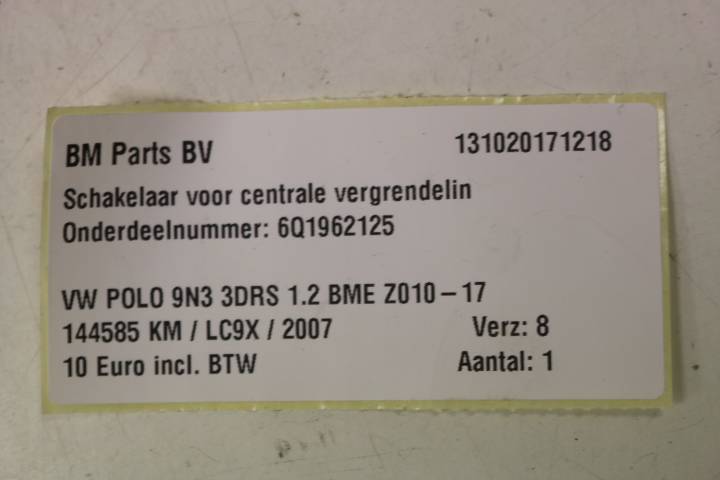 BM Parts BV 131020171218
Schakelaar voor centrale vergrendelin
Onderdeelnummer: 6Q1962125
VW POLO 9N3 3DRS 1.2 BME Z010-17
144585 KM / LC9X / 2007 Verz: 8
10 Euro incl. BTW Aantal: 1